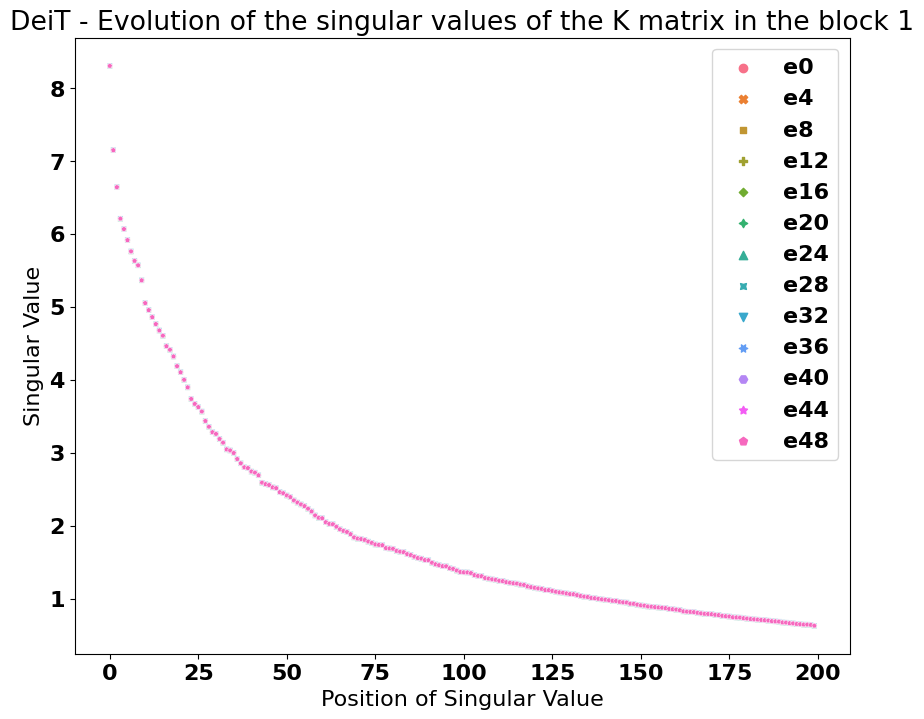 DeiT - Evolution of the singular values of the K matrix in the block 1
e0
e4
e8
e12
e16
e20
e24
e28
e32
e36
e40
e44
e48
8
7
6
5
4
3
2
1
Singular Value
0 25 50 75 100 125 150 175 200
Position of Singular Value